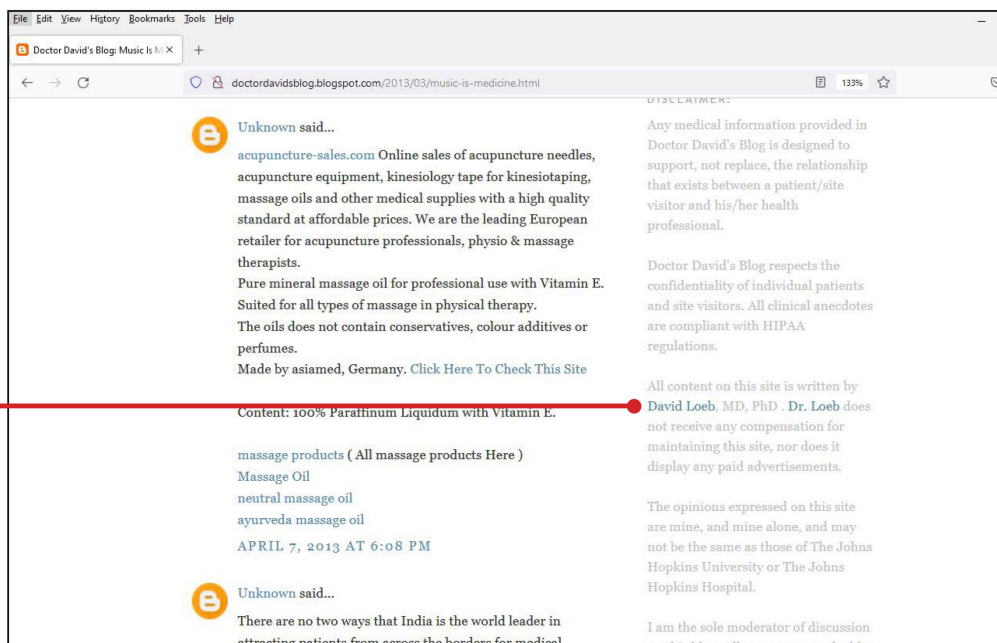 File Edit View History Bookmarks Tools Help
Doctor David's Blog: Music Is M
doctordavidsblog.blogspot.com/2013/03/music-is-medicine.html
133%
Unknown said...
acupuncture-sales.com Online sales of acupuncture needles,
acupuncture equipment, kinesiology tape for kinesiotaping,
massage oils and other medical supplies with a high quality
standard at affordable prices. We are the leading European
retailer for acupuncture professionals, physio & massage
therapists.
Pure mineral massage oil for professional use with Vitamin E.
Suited for all types of massage in physical therapy.
The oils does not contain conservatives, colour additives or
perfumes.
Made by asiamed, Germany. Click Here To Check This Site
Content: 100% Paraffinum Liquidum with Vitamin E.
massage products ( All massage products Here )
Massage Oil
neutral massage oil
ayurveda massage oil
APRIL 7, 2013 AT 6:08 PM
Unknown said...
There are no two ways that India is the world leader in
attracting patients from across the borders for medical
DISCLAIMER:
Any medical information provided in
Doctor David's Blog is designed to
support, not replace, the relationship
that exists between a patient/site
visitor and his/her health
professional.
Doctor David's Blog respects the
confidentiality of individual patients
and site visitors. All clinical anecdotes
are compliant with HIPAA
regulations.
All content on this site is written by
David Loeb, MD, PhD . Dr. Loeb does
not receive any compensation for
maintaining this site, nor does it
display any paid advertisements.
The opinions expressed on this site
are mine, and mine alone, and may
not be the same as those of The Johns
Hopkins University or The Johns
Hopkins Hospital.
I am the sole moderator of discussion